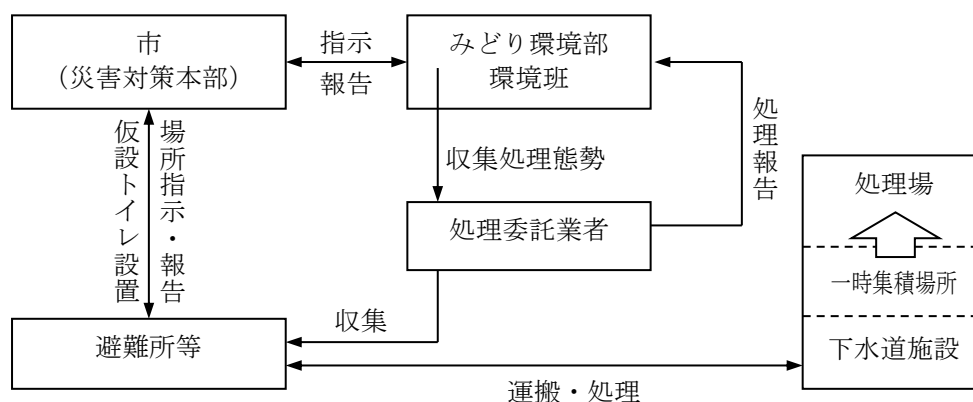 市
(災害対策本部)
指示
報告
みどり環境部
環境班
仮設トイレ設置
場所指示・報告
収集処理態勢
処理報告
処理委託業者
処理場
一時集積場所
下水道施設
収集
避難所等
運搬・処理